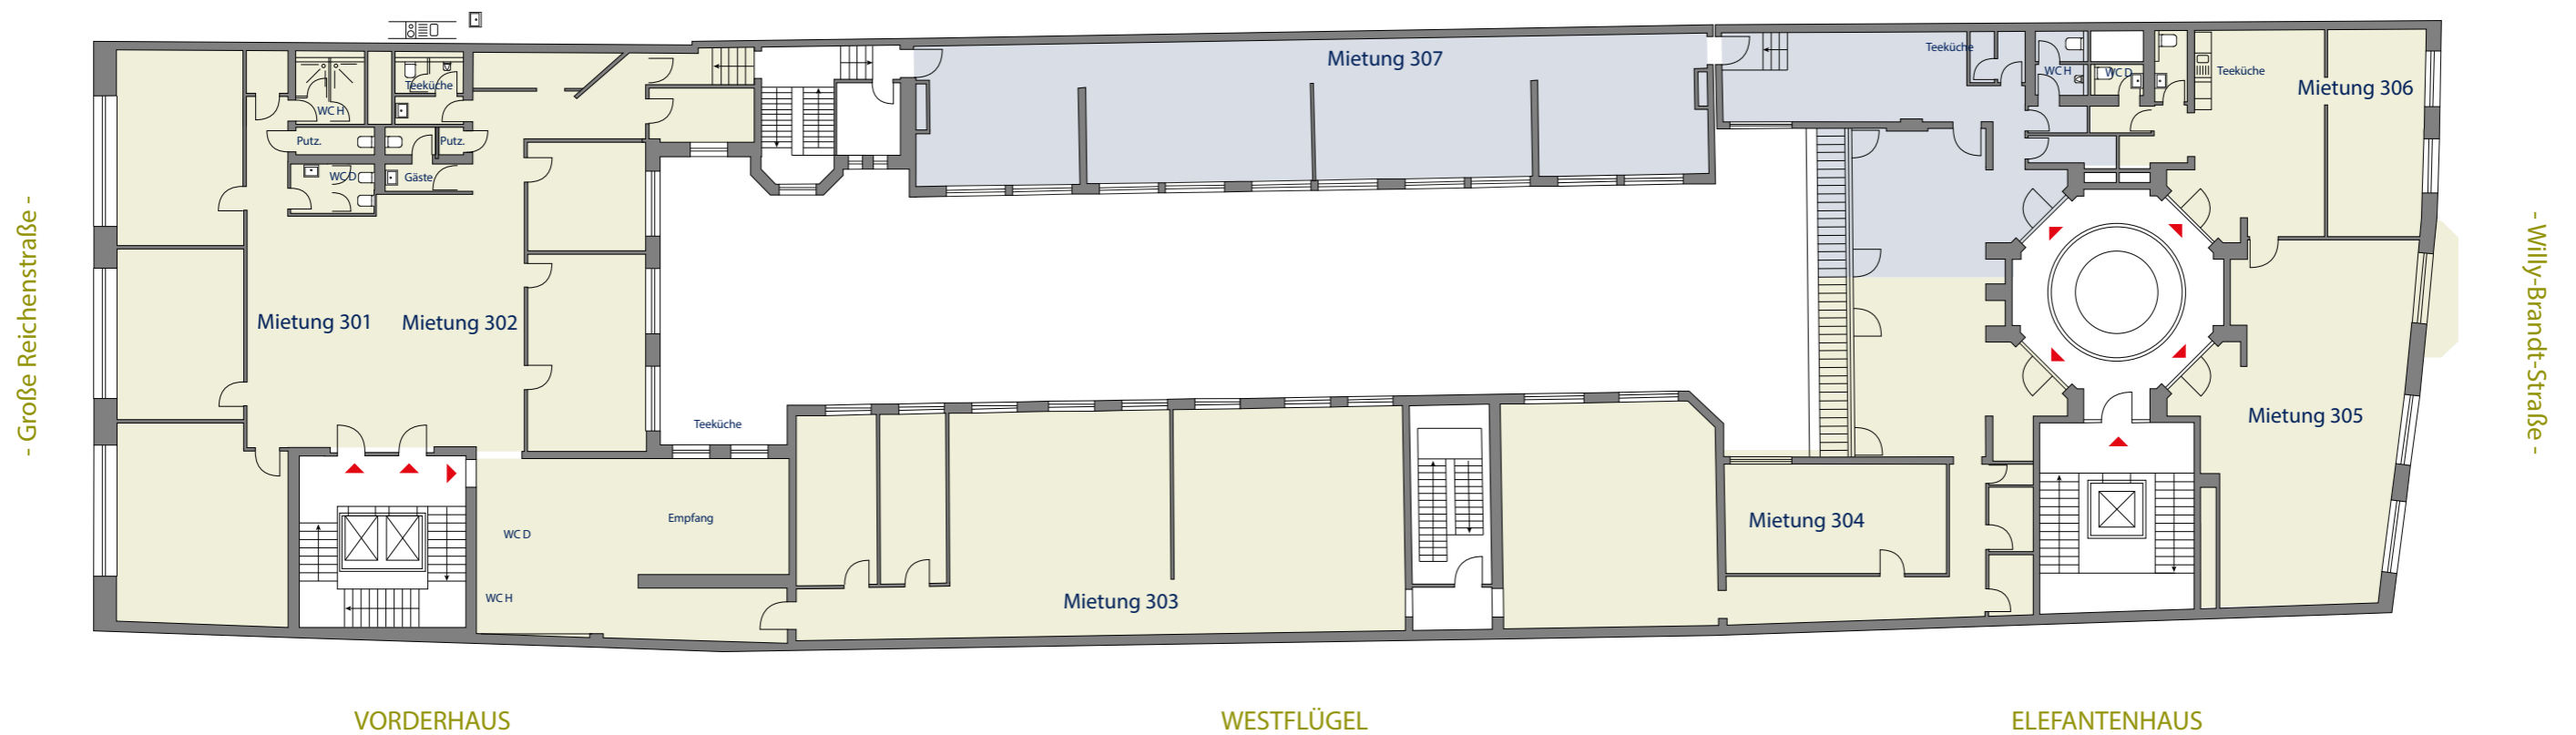 - Große Reichenstraße -
Teeküche
WC H
Putz.
Putz.
WC D
Gäste
Mietung 301
Mietung 302
Teeküche
Empfang
WC D
WC H
Mietung 307
Mietung 303
Teeküche
WC H
WC D
Teeküche
Mietung 306
Mietung 305
Mietung 304
- Willy-Brandt-Straße -
VORDERHAUS
WESTFLÜGEL
ELEFANTENHAUS